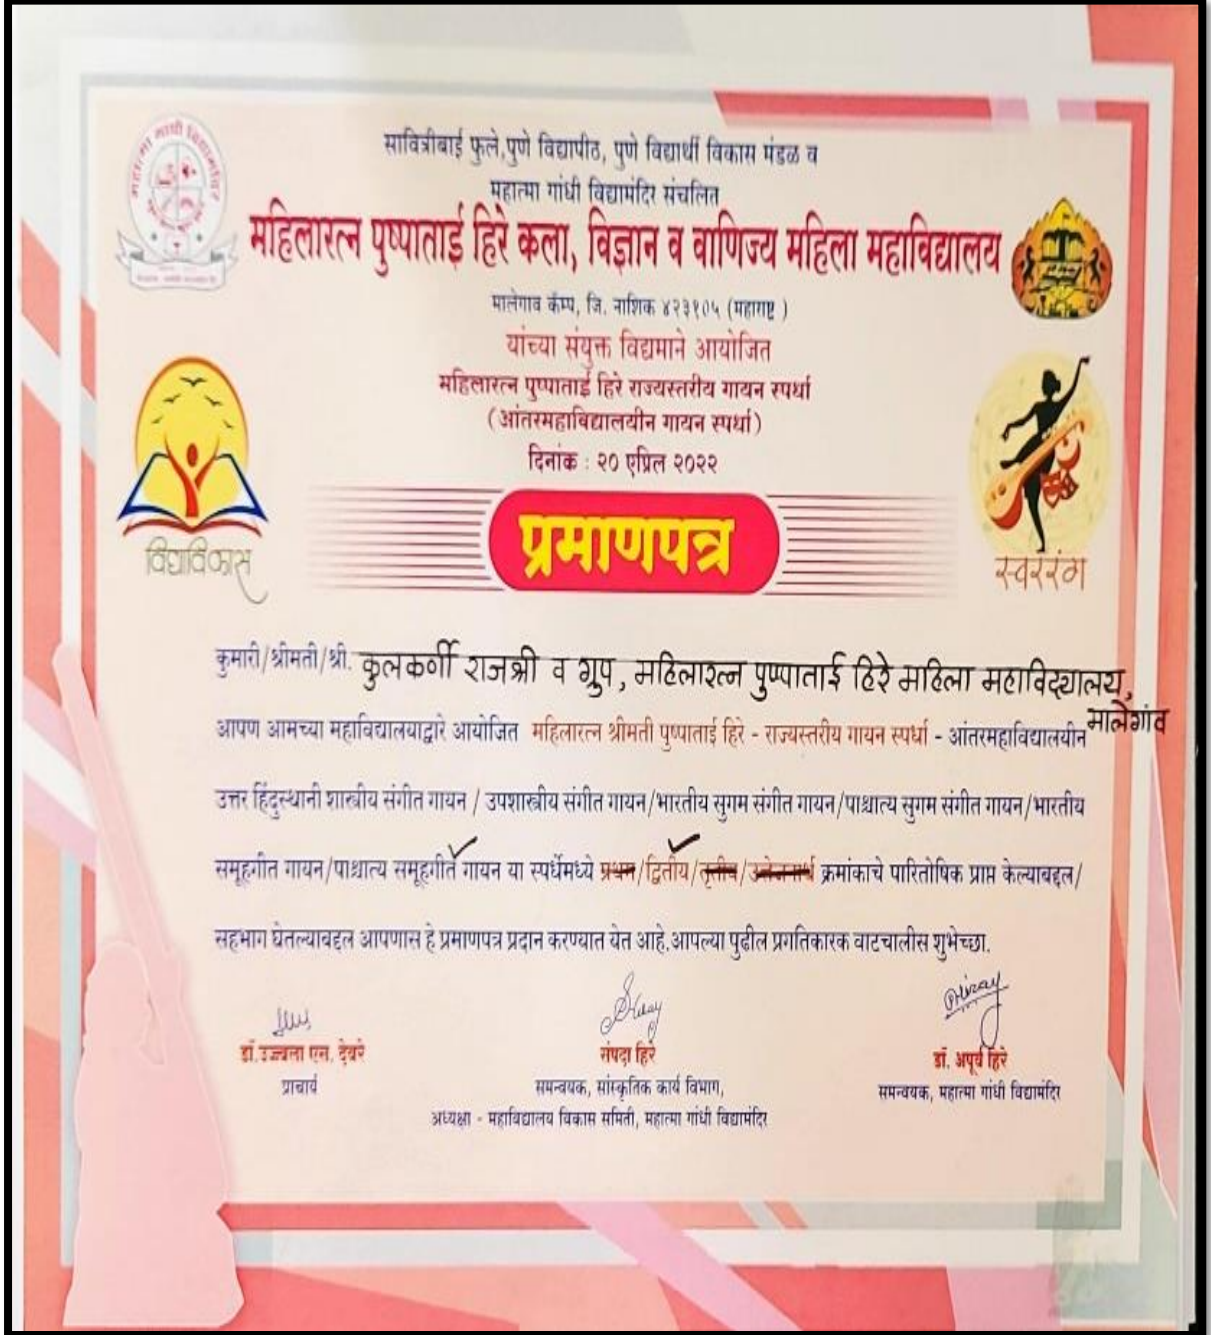 सावित्रीबाई फुले,पुणे विद्यापीठ, पुणे विद्यार्थी विकास मंडळ व
महात्मा गांधी विद्यामंदिर संचलित
महिलारत्न पुष्पाताई हिरे कला, विज्ञान व वाणिज्य महिला महाविद्यालय
मालेगाव कॅम्प, जि. नाशिक ४२३१०५ (महाराष्ट्र )
यांच्या संयुक्त विद्यमाने आयोजित
महिलारत्न पुष्पाताई हिरे राज्यस्तरीय गायन स्पर्धा
(आंतरमहाविद्यालयीन गायन स्पर्धा)
दिनांक : २० एप्रिल २०२२
प्रमाणपत्र
विद्याविकास
स्वररंग
कुमारी/श्रीमती/श्री. कुलकर्णी राजश्री व ग्रुप, महिलारत्न पुष्पाताई हिरे महिला महाविद्यालय,
मालेगांव
आपण आमच्या महाविद्यालयाद्वारे आयोजित महिलारत्न श्रीमती पुष्पाताई हिरे - राज्यस्तरीय गायन स्पर्धा - आंतरमहाविद्यालयीन
उत्तर हिंदुस्थानी शास्त्रीय संगीत गायन / उपशास्त्रीय संगीत गायन/भारतीय सुगम संगीत गायन/पाश्चात्य सुगम संगीत गायन/भारतीय
समूहगीत गायन/पाश्चात्य समूहगीत गायन या स्पर्धेमध्ये प्रथम/द्वितीय/तृतीय/उत्तेजनार्थ क्रमांकाचे पारितोषिक प्राप्त केल्याबद्दल/
सहभाग घेतल्याबद्दल आपणास हे प्रमाणपत्र प्रदान करण्यात येत आहे.आपल्या पुढील प्रगतिकारक वाटचालीस शुभेच्छा.
डॉ.उज्ज्वला एस. देवरे
प्राचार्य
संपदा हिरे
समन्वयक, सांस्कृतिक कार्य विभाग,
अध्यक्षा - महाविद्यालय विकास समिती, महात्मा गांधी विद्यामंदिर
डॉ. अपूर्व हिरे
समन्वयक, महात्मा गांधी विद्यामंदिर